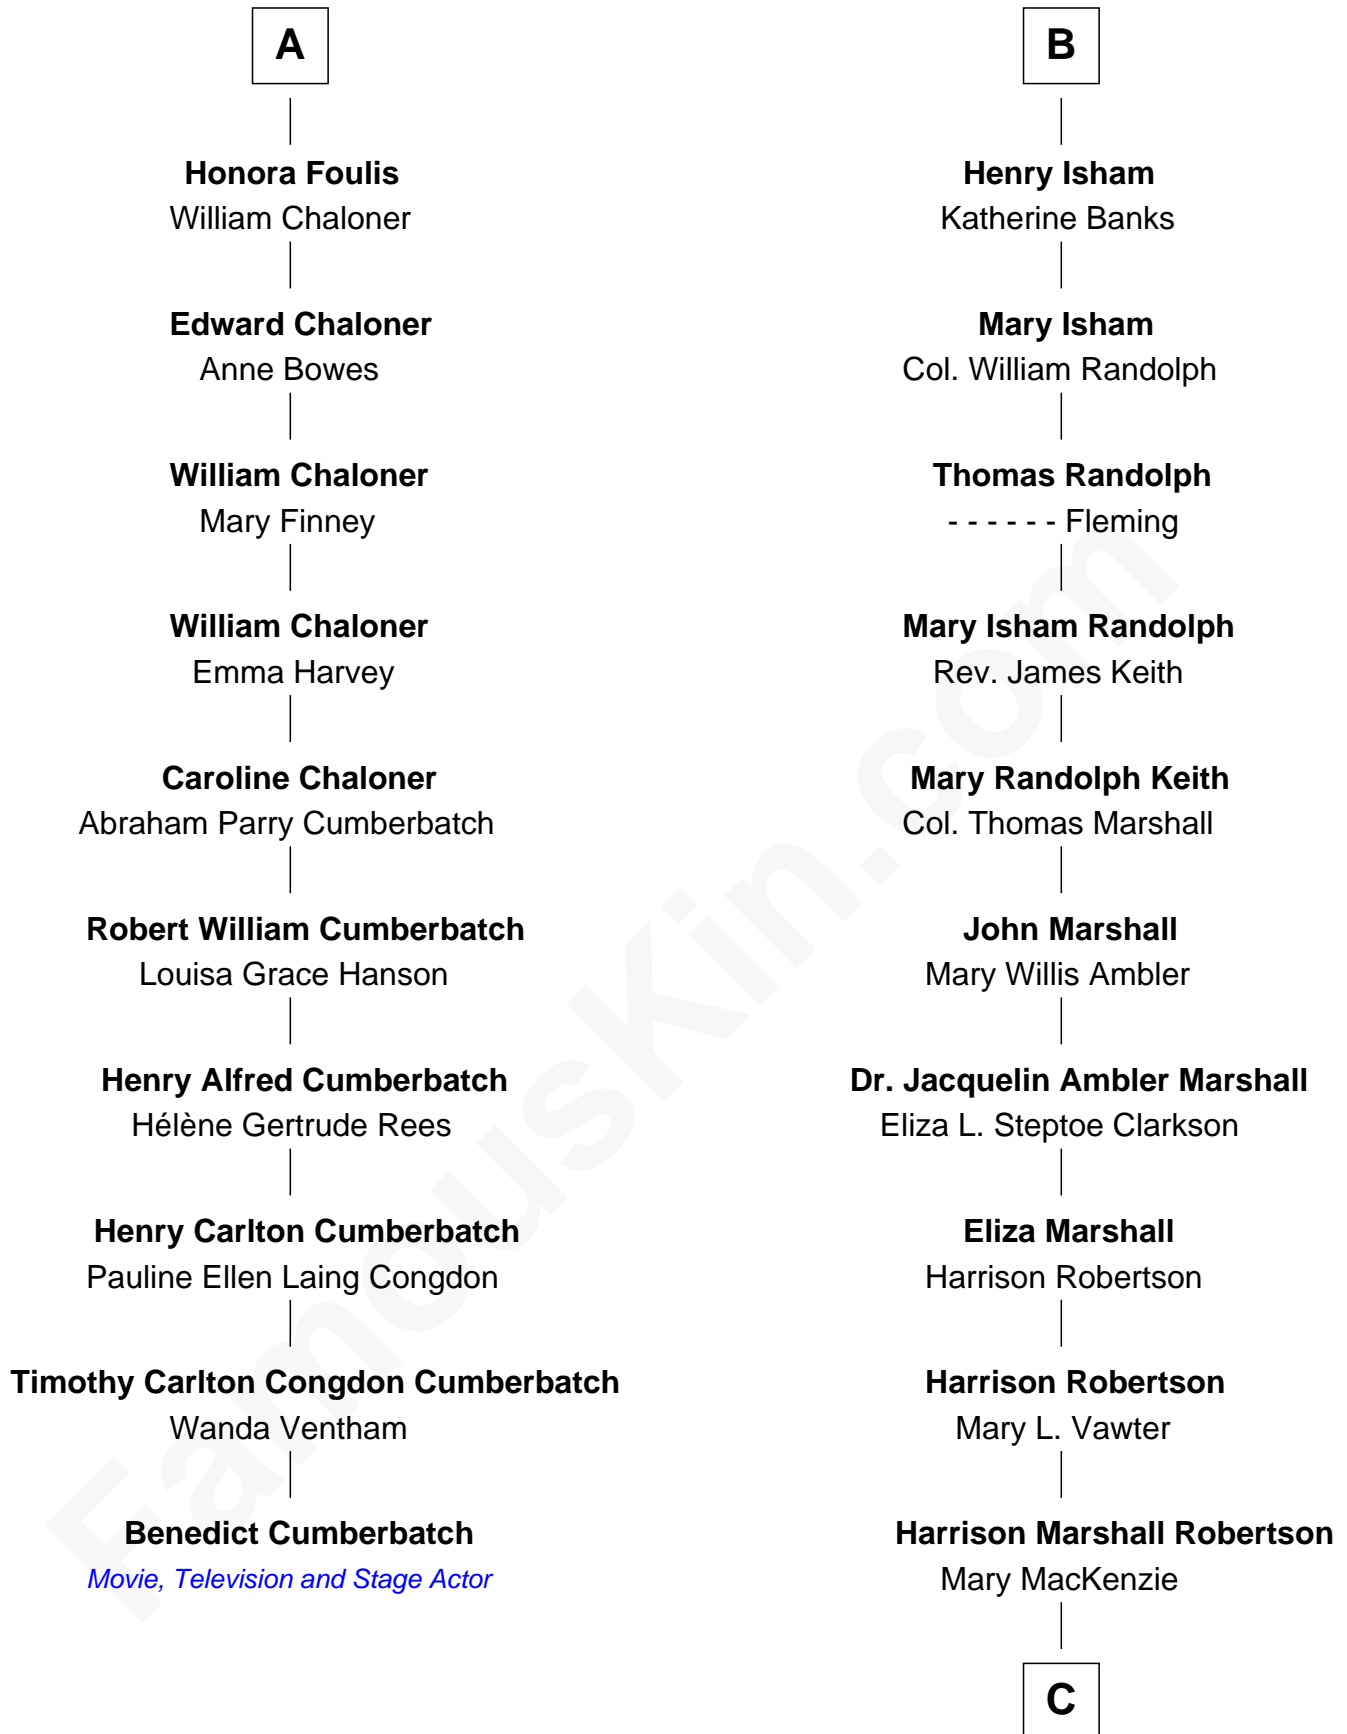 A
Honora Foulis
William Chaloner
Edward Chaloner
Anne Bowes
William Chaloner
Mary Finney
William Chaloner
Emma Harvey
Caroline Chaloner
Abraham Parry Cumberbatch
Robert William Cumberbatch
Louisa Grace Hanson
Henry Alfred Cumberbatch
Hélène Gertrude Rees
Henry Carlton Cumberbatch
Pauline Ellen Laing Congdon
Timothy Carlton Congdon Cumberbatch
Wanda Ventham
Benedict Cumberbatch
Movie, Television and Stage Actor
B
Henry Isham
Katherine Banks
Mary Isham
Col. William Randolph
Thomas Randolph
- - - - - - Fleming
Mary Isham Randolph
Rev. James Keith
Mary Randolph Keith
Col. Thomas Marshall
John Marshall
Mary Willis Ambler
Dr. Jacquelin Ambler Marshall
Eliza L. Steptoe Clarkson
Eliza Marshall
Harrison Robertson
Harrison Robertson
Mary L. Vawter
Harrison Marshall Robertson
Mary MacKenzie
C
FamousKin.com